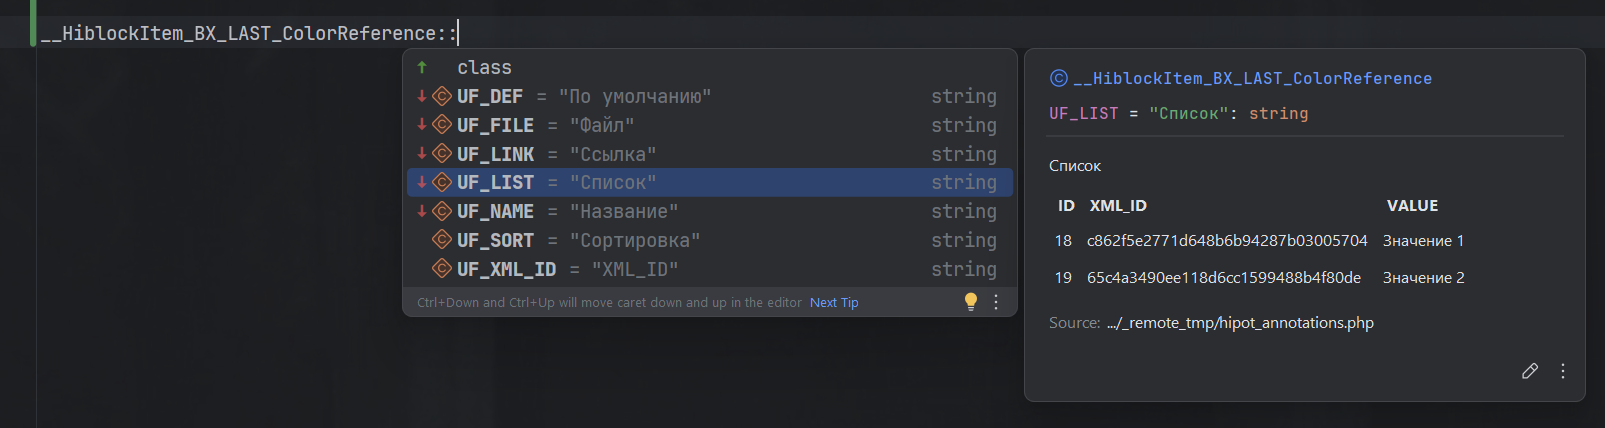 __HiblockItem_BX_LAST_ColorReference::
class
UF_DEF = "По умолчанию" string
UF_FILE = "Файл" string
UF_LINK = "Ссылка" string
UF_LIST = "Список" string
UF_NAME = "Название" string
UF_SORT = "Сортировка" string
UF_XML_ID = "XML_ID" string
Ctrl+Down and Ctrl+Up will move caret down and up in the editor Next Tip
__HiblockItem_BX_LAST_ColorReference
UF_LIST = "Список": string
Список
ID XML_ID VALUE
18 c862f5e2771d648b6b94287b03005704 Значение 1
19 65c4a3490ee118d6cc1599488b4f80de Значение 2
Source: .../_remote_tmp/hipot_annotations.php